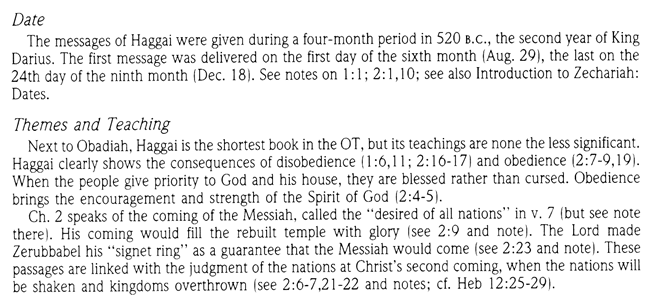 Date
The messages of Haggai were given during a four-month period in 520 B.C., the second year of King
Darius. The first message was delivered on the first day of the sixth month (Aug. 29), the last on the
24th day of the ninth month (Dec. 18). See notes on 1:1; 2:1,10; see also Introduction to Zechariah:
Dates.
Themes and Teaching
Next to Obadiah, Haggai is the shortest book in the OT, but its teachings are none the less significant.
Haggai clearly shows the consequences of disobedience (1:6,11; 2:16-17) and obedience (2:7-9,19).
When the people give priority to God and his house, they are blessed rather than cursed. Obedience
brings the encouragement and strength of the Spirit of God (2:4-5).
Ch. 2 speaks of the coming of the Messiah, called the "desired of all nations" in v. 7 (but see note
there). His coming would fill the rebuilt temple with glory (see 2:9 and note). The Lord made
Zerubbabel his "signet ring" as a guarantee that the Messiah would come (see 2:23 and note). These
passages are linked with the judgment of the nations at Christ's second coming, when the nations will
be shaken and kingdoms overthrown (see 2:6-7,21-22 and notes; cf. Heb 12:25-29).